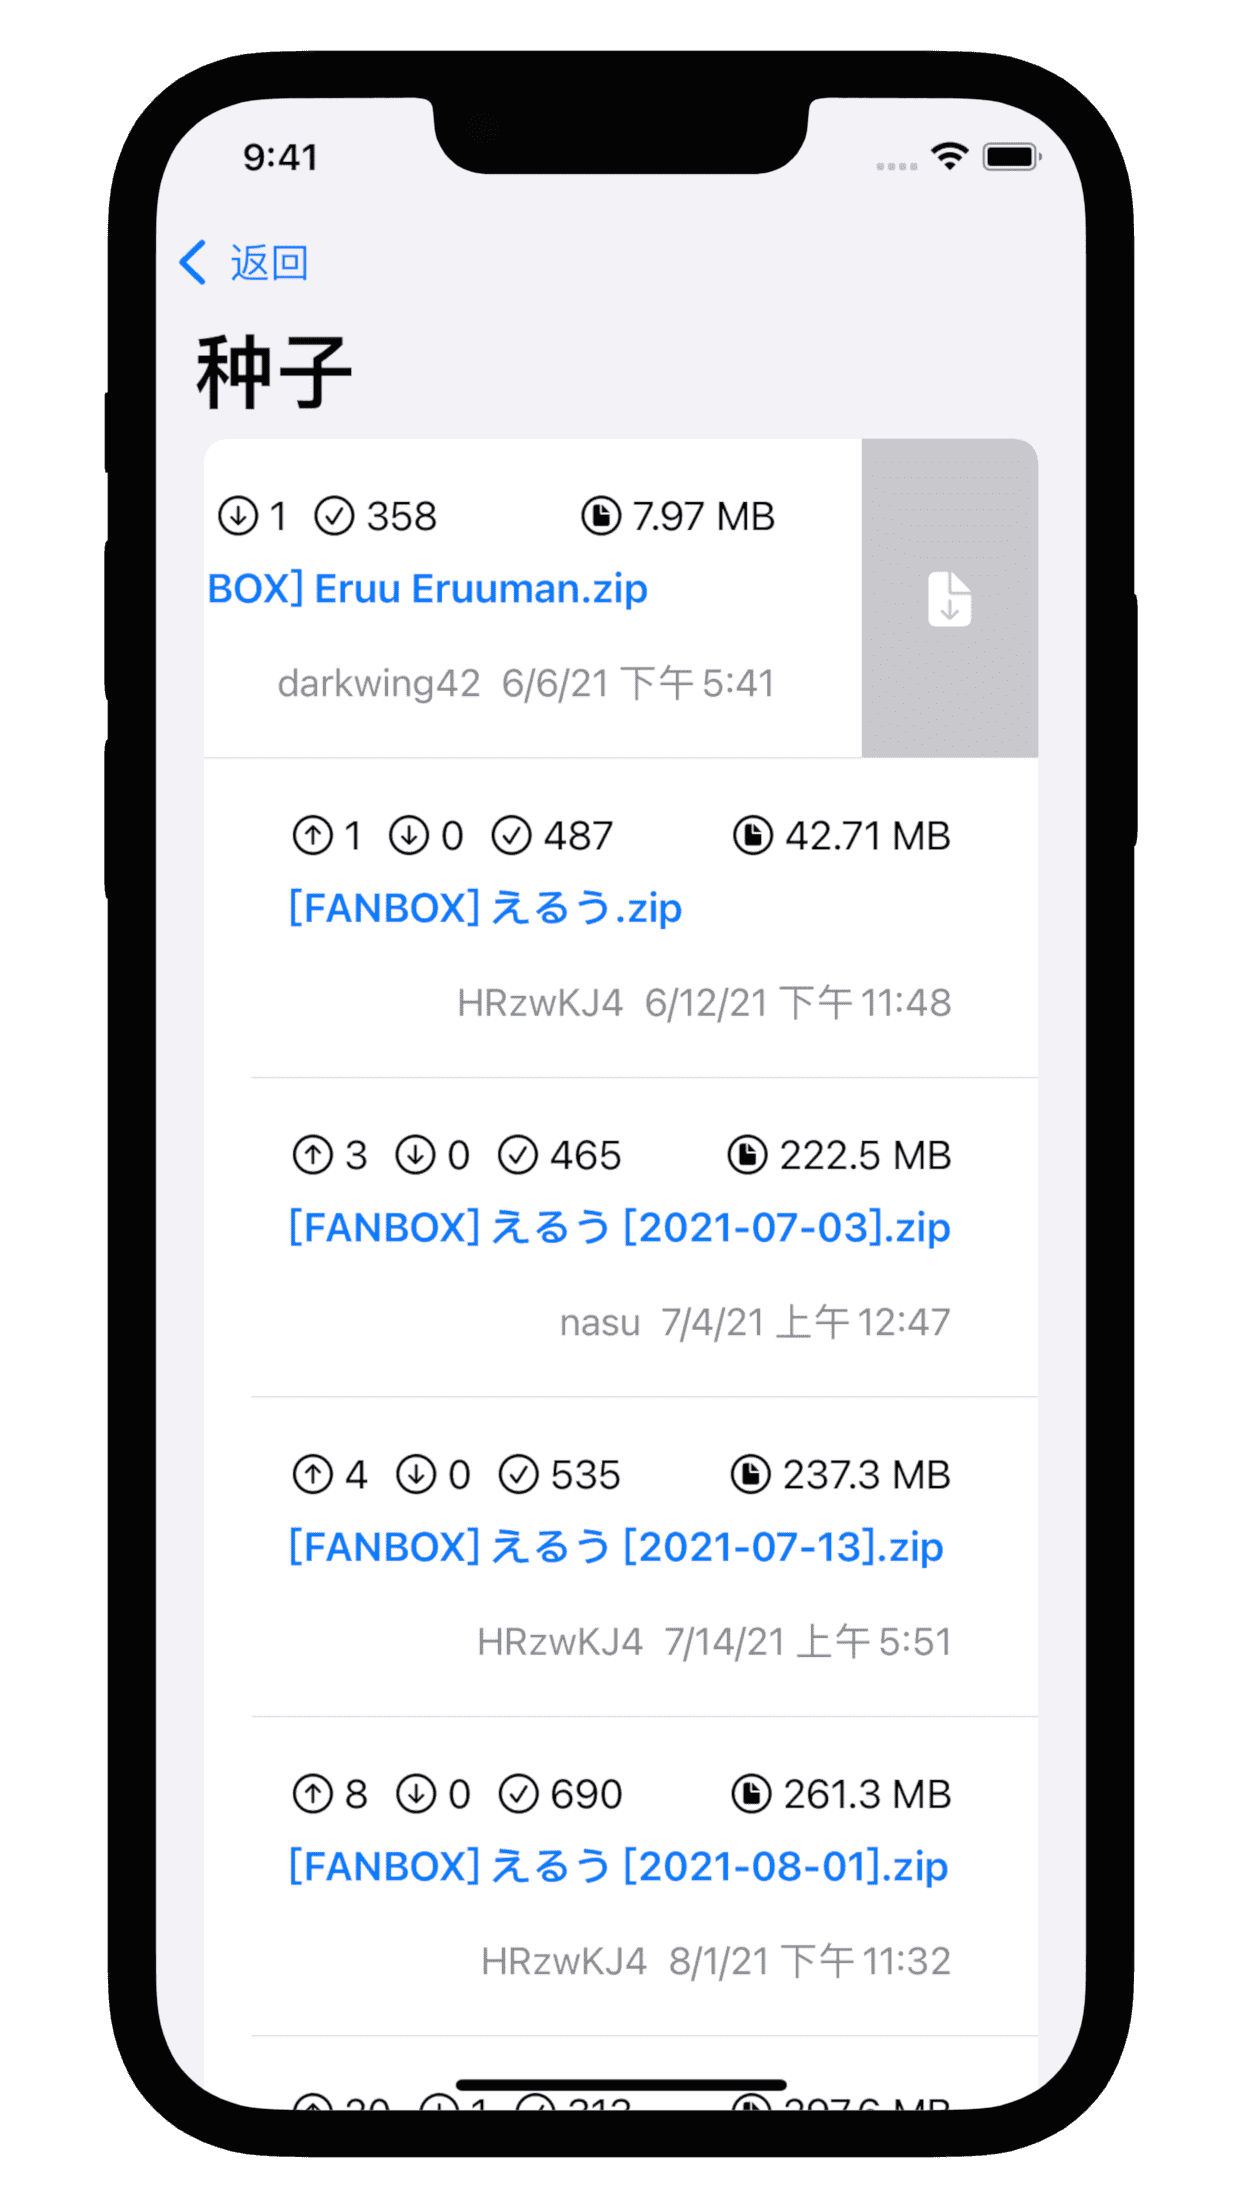 9:41
返回
种子
1 358 7.97 MB
BOX] Eruu Eruuman.zip
darkwing42 6/6/21 下午 5:41
1 0 487 42.71 MB
[FANBOX] えるう.zip
HRzwKJ4 6/12/21 下午 11:48
3 0 465 222.5 MB
[FANBOX] えるう [2021-07-03].zip
nasu 7/4/21 上午 12:47
4 0 535 237.3 MB
[FANBOX] えるう [2021-07-13].zip
HRzwKJ4 7/14/21 上午 5:51
8 0 690 261.3 MB
[FANBOX] えるう [2021-08-01].zip
HRzwKJ4 8/1/21 下午 11:32